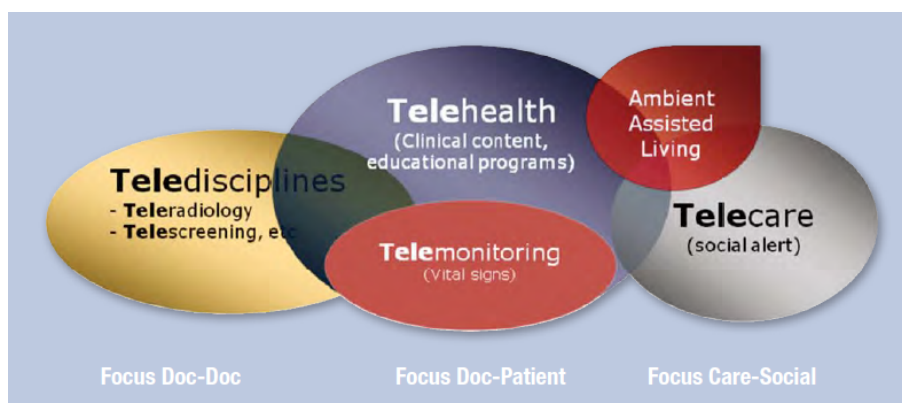 Telehealth
(Clinical content,
educational programs)
Ambient
Assisted
Living
Teledisciplines
- Teleradiology
- Telescreening, etc
Telemonitoring
(Vital signs)
Telecare
(social alert)
Focus Doc-Doc
Focus Doc-Patient
Focus Care-Social